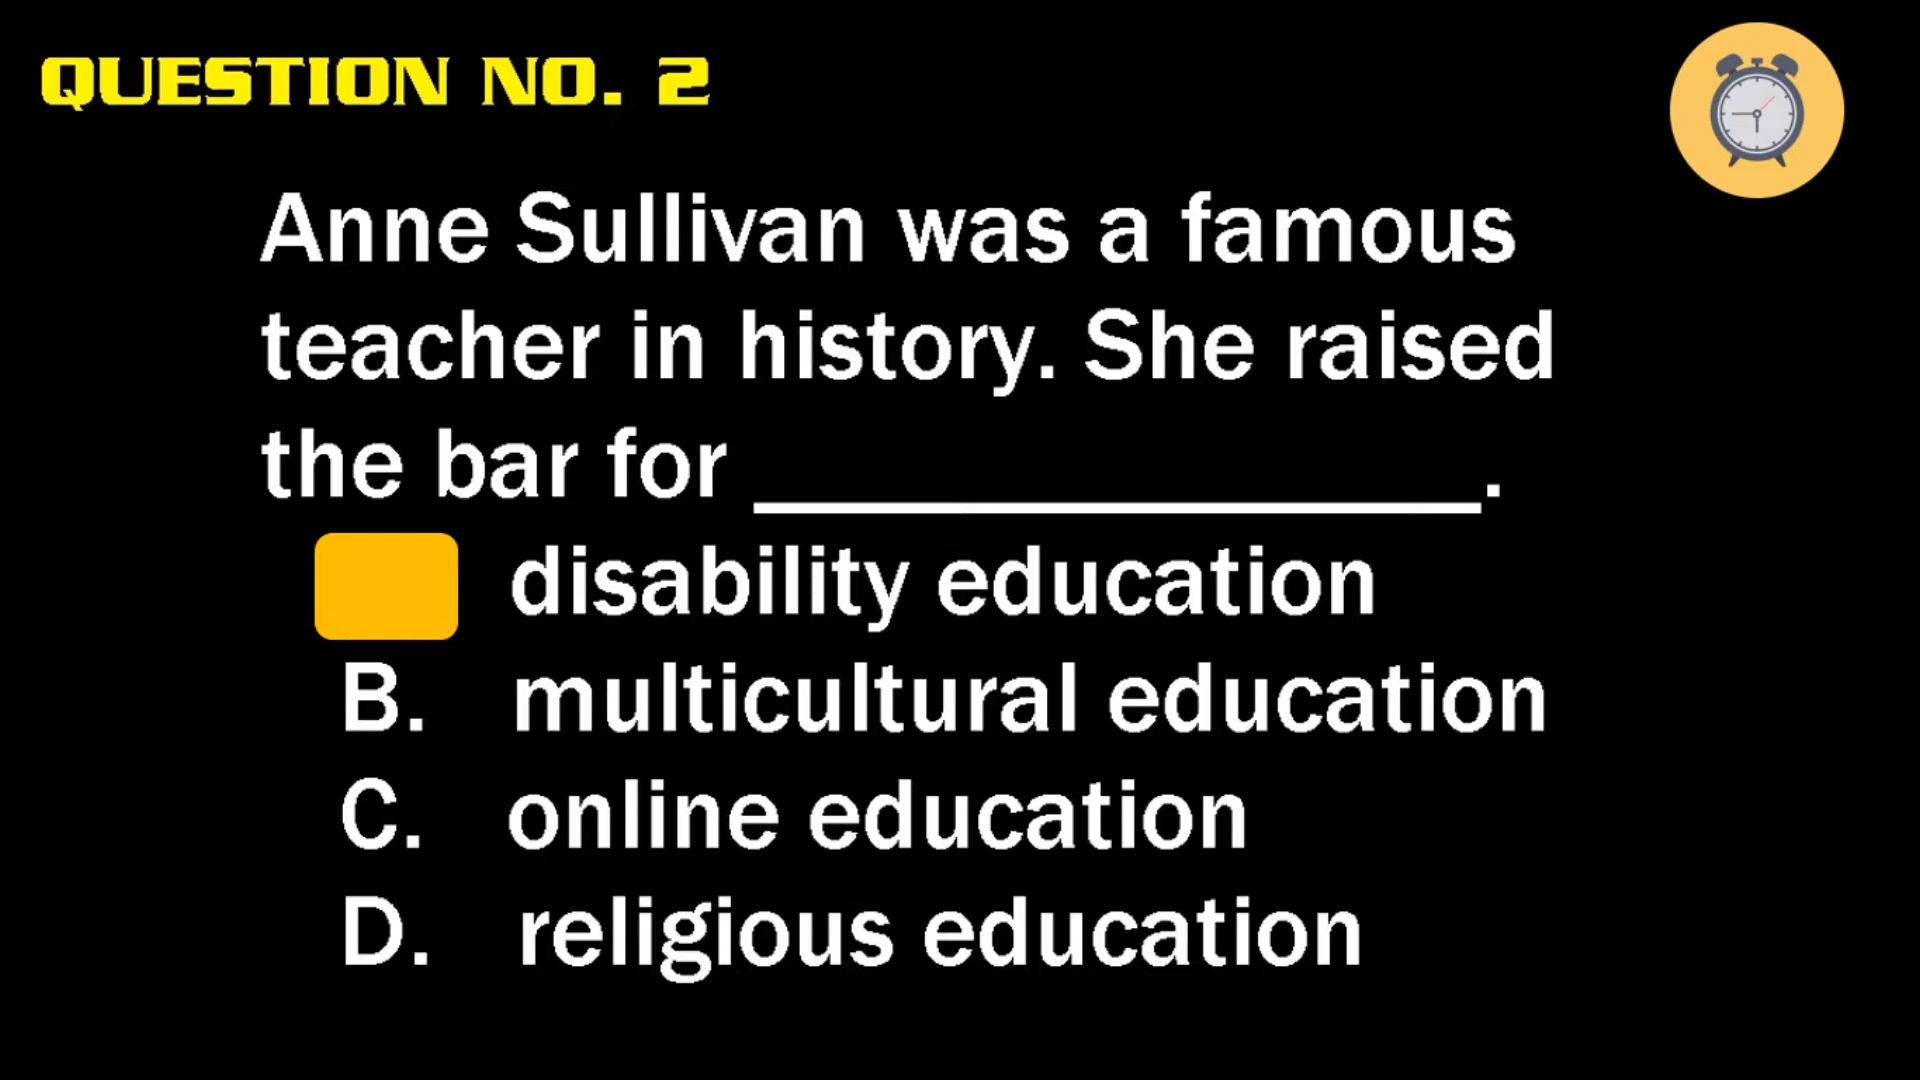 QUESTION NO. 2
Anne Sullivan was a famous
teacher in history. She raised
the bar for ____________________.
disability education
B. multicultural education
C. online education
D. religious education